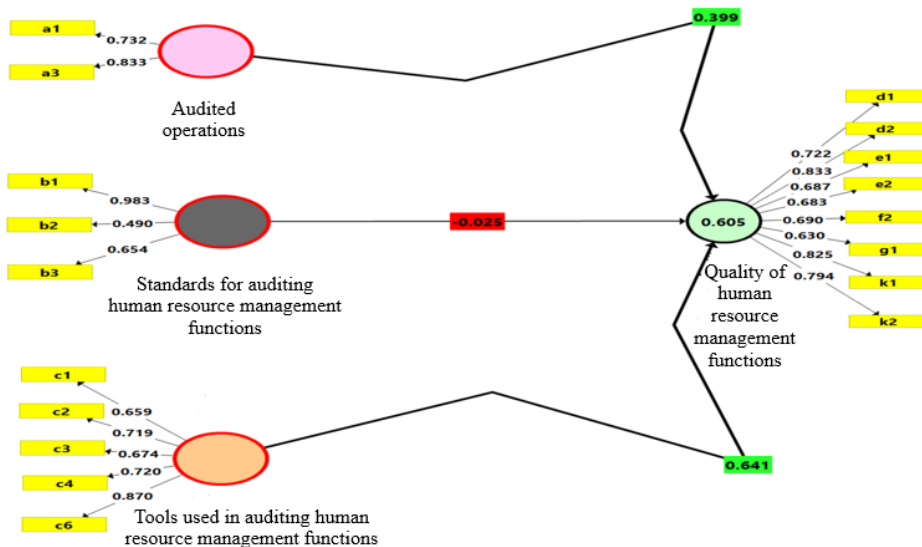 a1
0.732
a3
0.833
Audited
operations
0.399
b1
0.983
b2
0.490
b3
0.654
Standards for auditing
human resource management
functions
-0.025
c1
0.659
c2
0.719
c3
0.674
c4
0.720
c6
0.870
Tools used in auditing human
resource management functions
0.641
0.605
Quality of
human
resource
management
functions
d1
0.722
d2
0.833
e1
0.687
e2
0.683
f2
0.690
g1
0.630
k1
0.825
k2
0.794